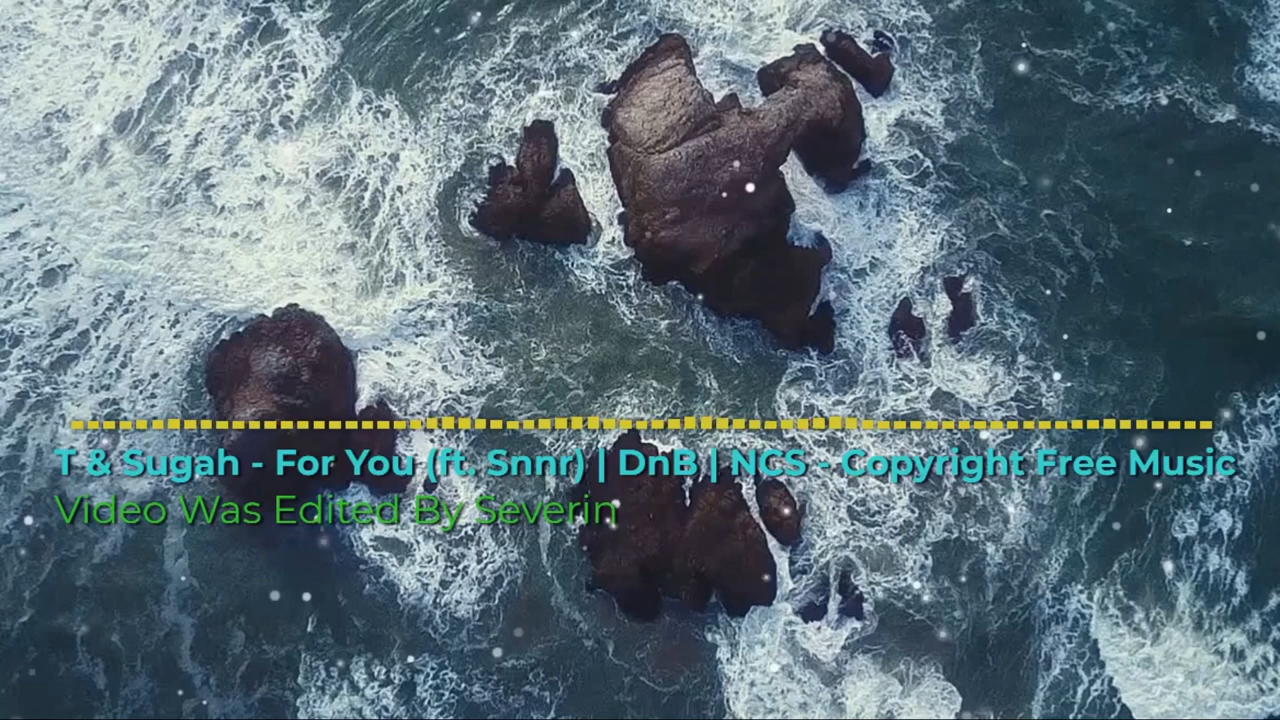 T & Sugah - For You (ft. Snnr) | DnB | NCS - Copyright Free Music
Video Was Edited By Severin